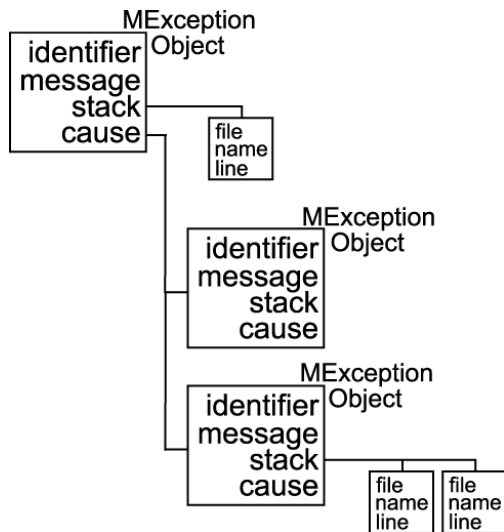 MException
Object
identifier
message
stack
cause
file
name
line
MException
Object
identifier
message
stack
cause
MException
Object
identifier
message
stack
cause
file
name
line
file
name
line